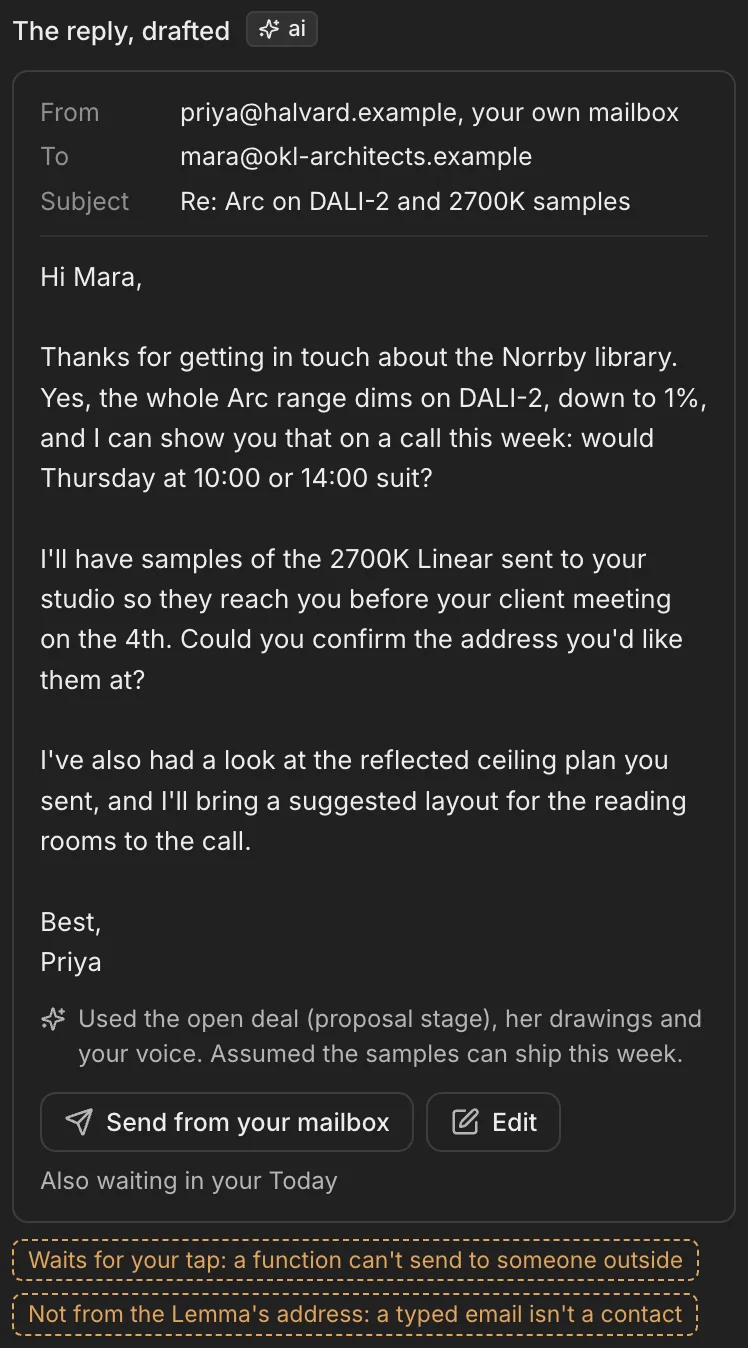 The reply, drafted ai
From priya@halvard.example, your own mailbox
To mara@okl-architects.example
Subject Re: Arc on DALI-2 and 2700K samples
Hi Mara,
Thanks for getting in touch about the Norrby library.
Yes, the whole Arc range dims on DALI-2, down to 1%,
and I can show you that on a call this week: would
Thursday at 10:00 or 14:00 suit?
I'll have samples of the 2700K Linear sent to your
studio so they reach you before your client meeting
on the 4th. Could you confirm the address you'd like
them at?
I've also had a look at the reflected ceiling plan you
sent, and I'll bring a suggested layout for the reading
rooms to the call.
Best,
Priya
Used the open deal (proposal stage), her drawings and
your voice. Assumed the samples can ship this week.
Send from your mailbox Edit
Also waiting in your Today
Waits for your tap: a function can't send to someone outside
Not from the Lemma's address: a typed email isn't a contact